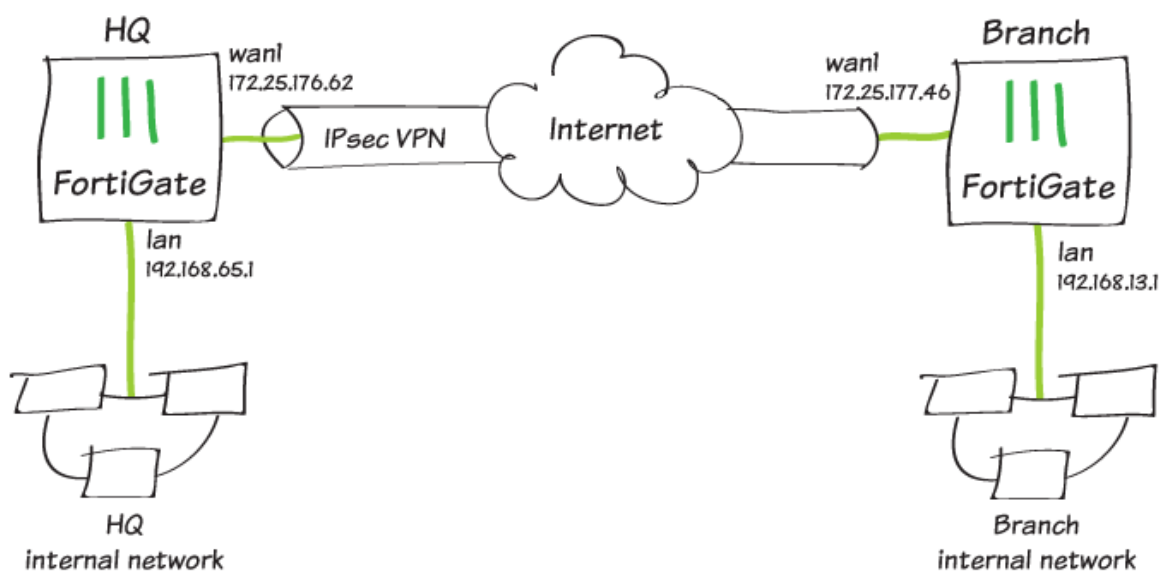 HQ
wan1
172.25.176.62
FortiGate
IPsec VPN
Internet
Branch
wan1
172.25.177.46
FortiGate
lan
192.168.65.1
lan
192.168.13.1
HQ
internal network
Branch
internal network